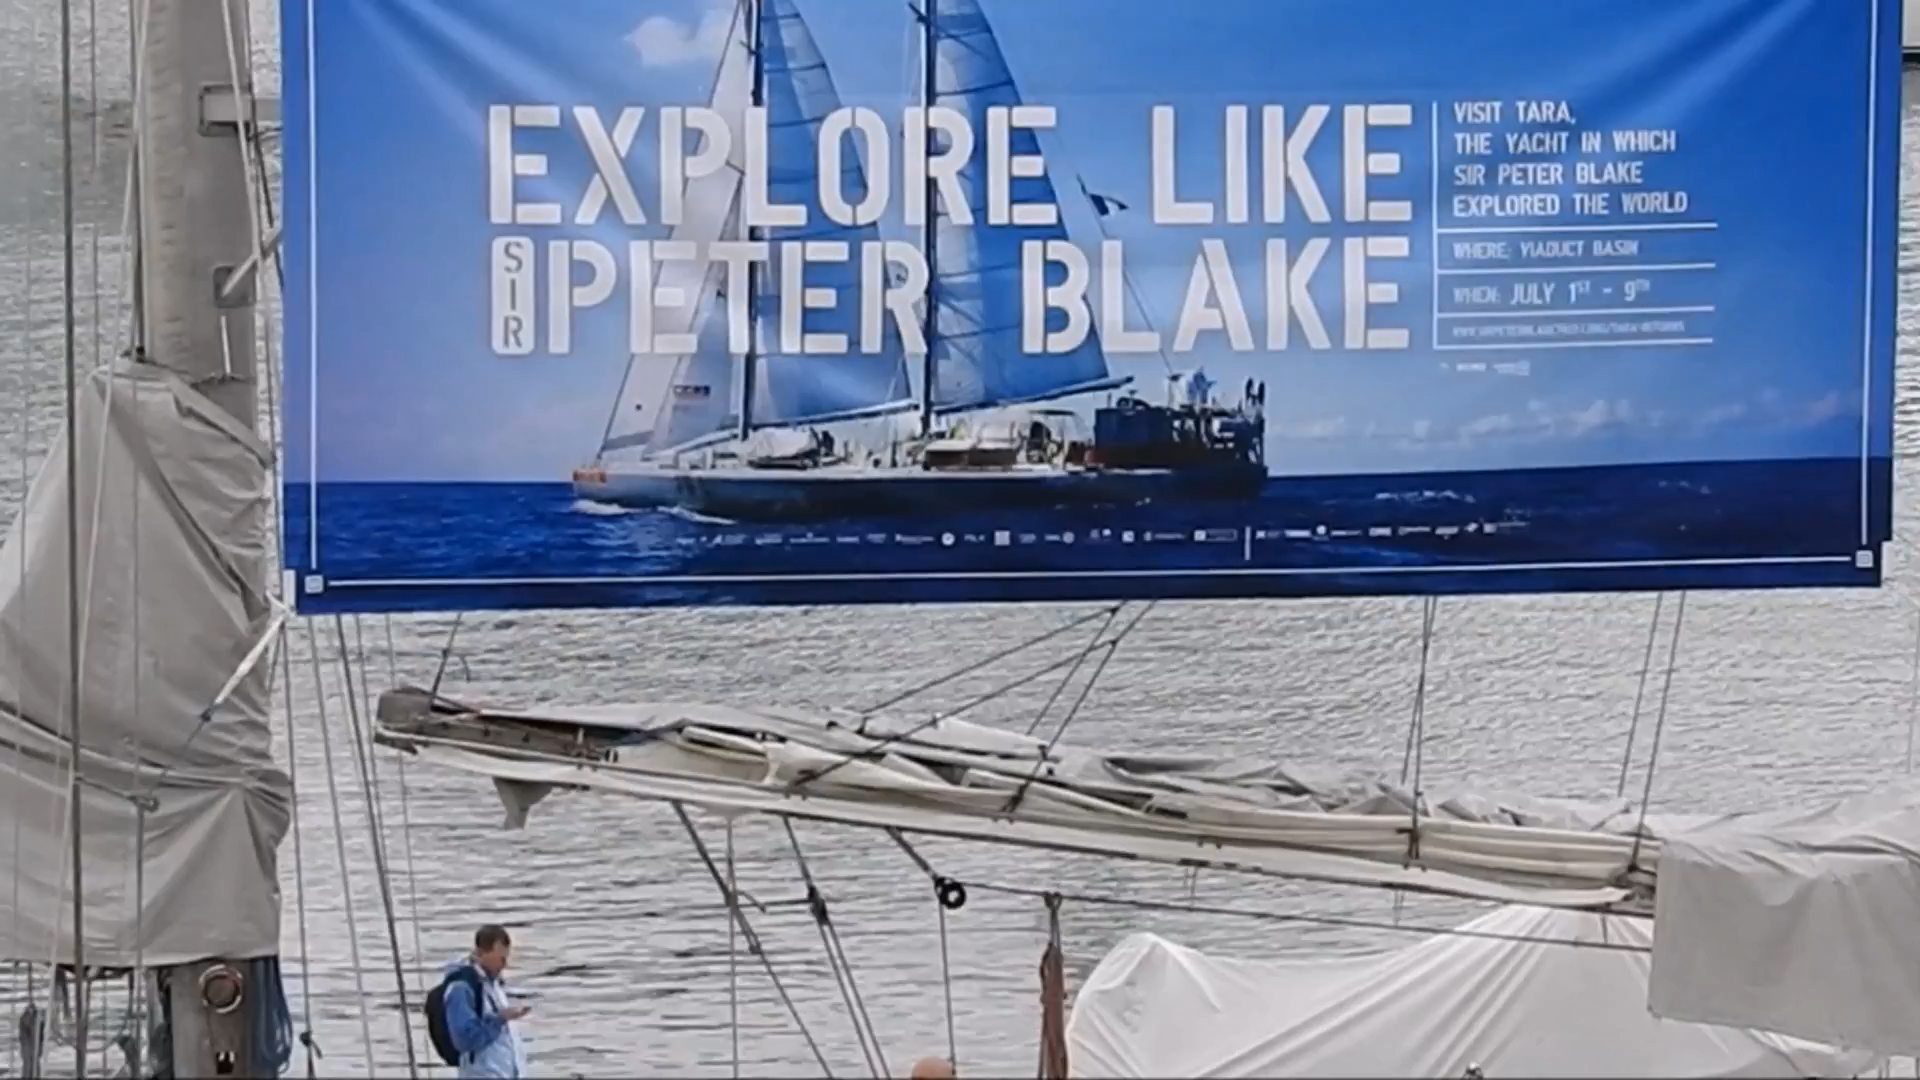 EXPLORE LIKE
SIR PETER BLAKE
VISIT TARA,
THE YACHT IN WHICH
SIR PETER BLAKE
EXPLORED THE WORLD
WHERE: VIADUCT BASIN
WHEN: JULY 1ST - 9TH